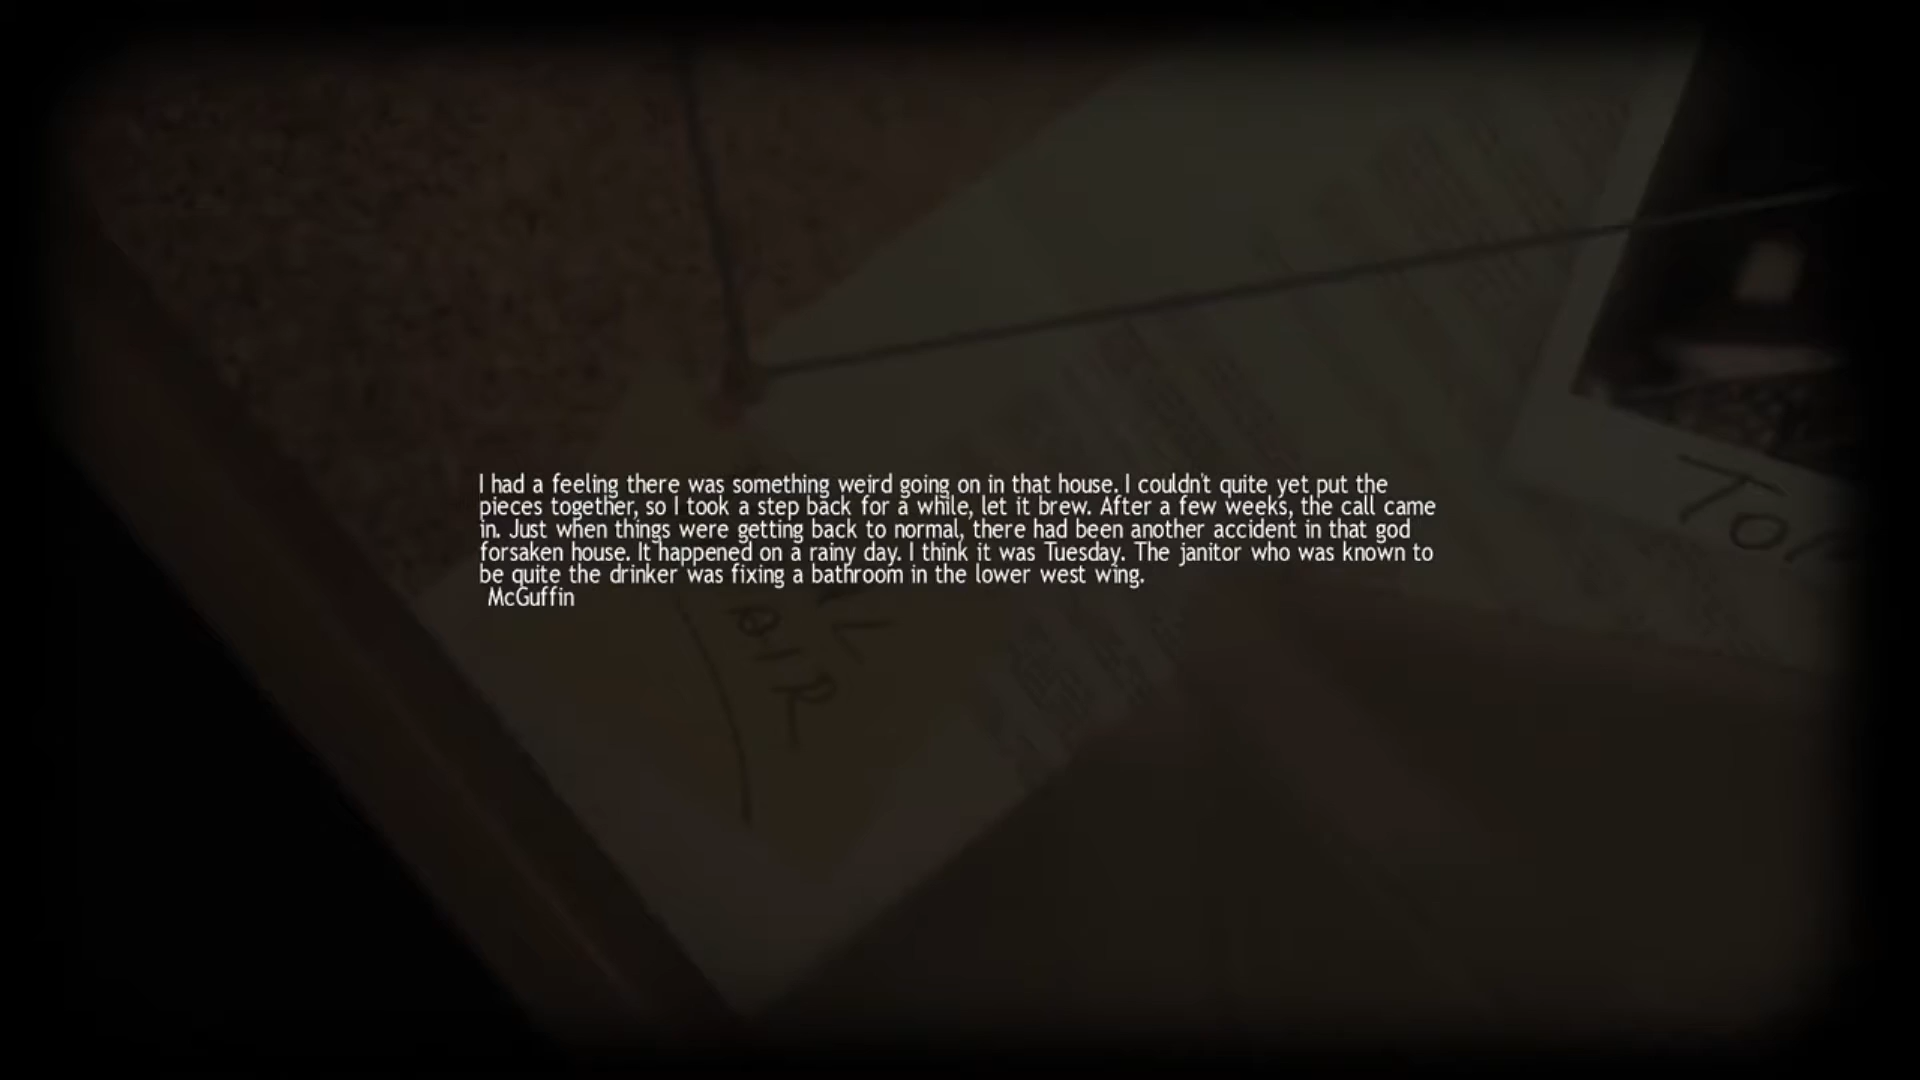 I had a feeling there was something weird going on in that house. I couldn't quite yet put the
pieces together, so I took a step back for a while, let it brew. After a few weeks, the call came
in. Just when things were getting back to normal, there had been another accident in that god
forsaken house. It happened on a rainy day. I think it was Tuesday. The janitor who was known to
be quite the drinker was fixing a bathroom in the lower west wing.
McGuffin